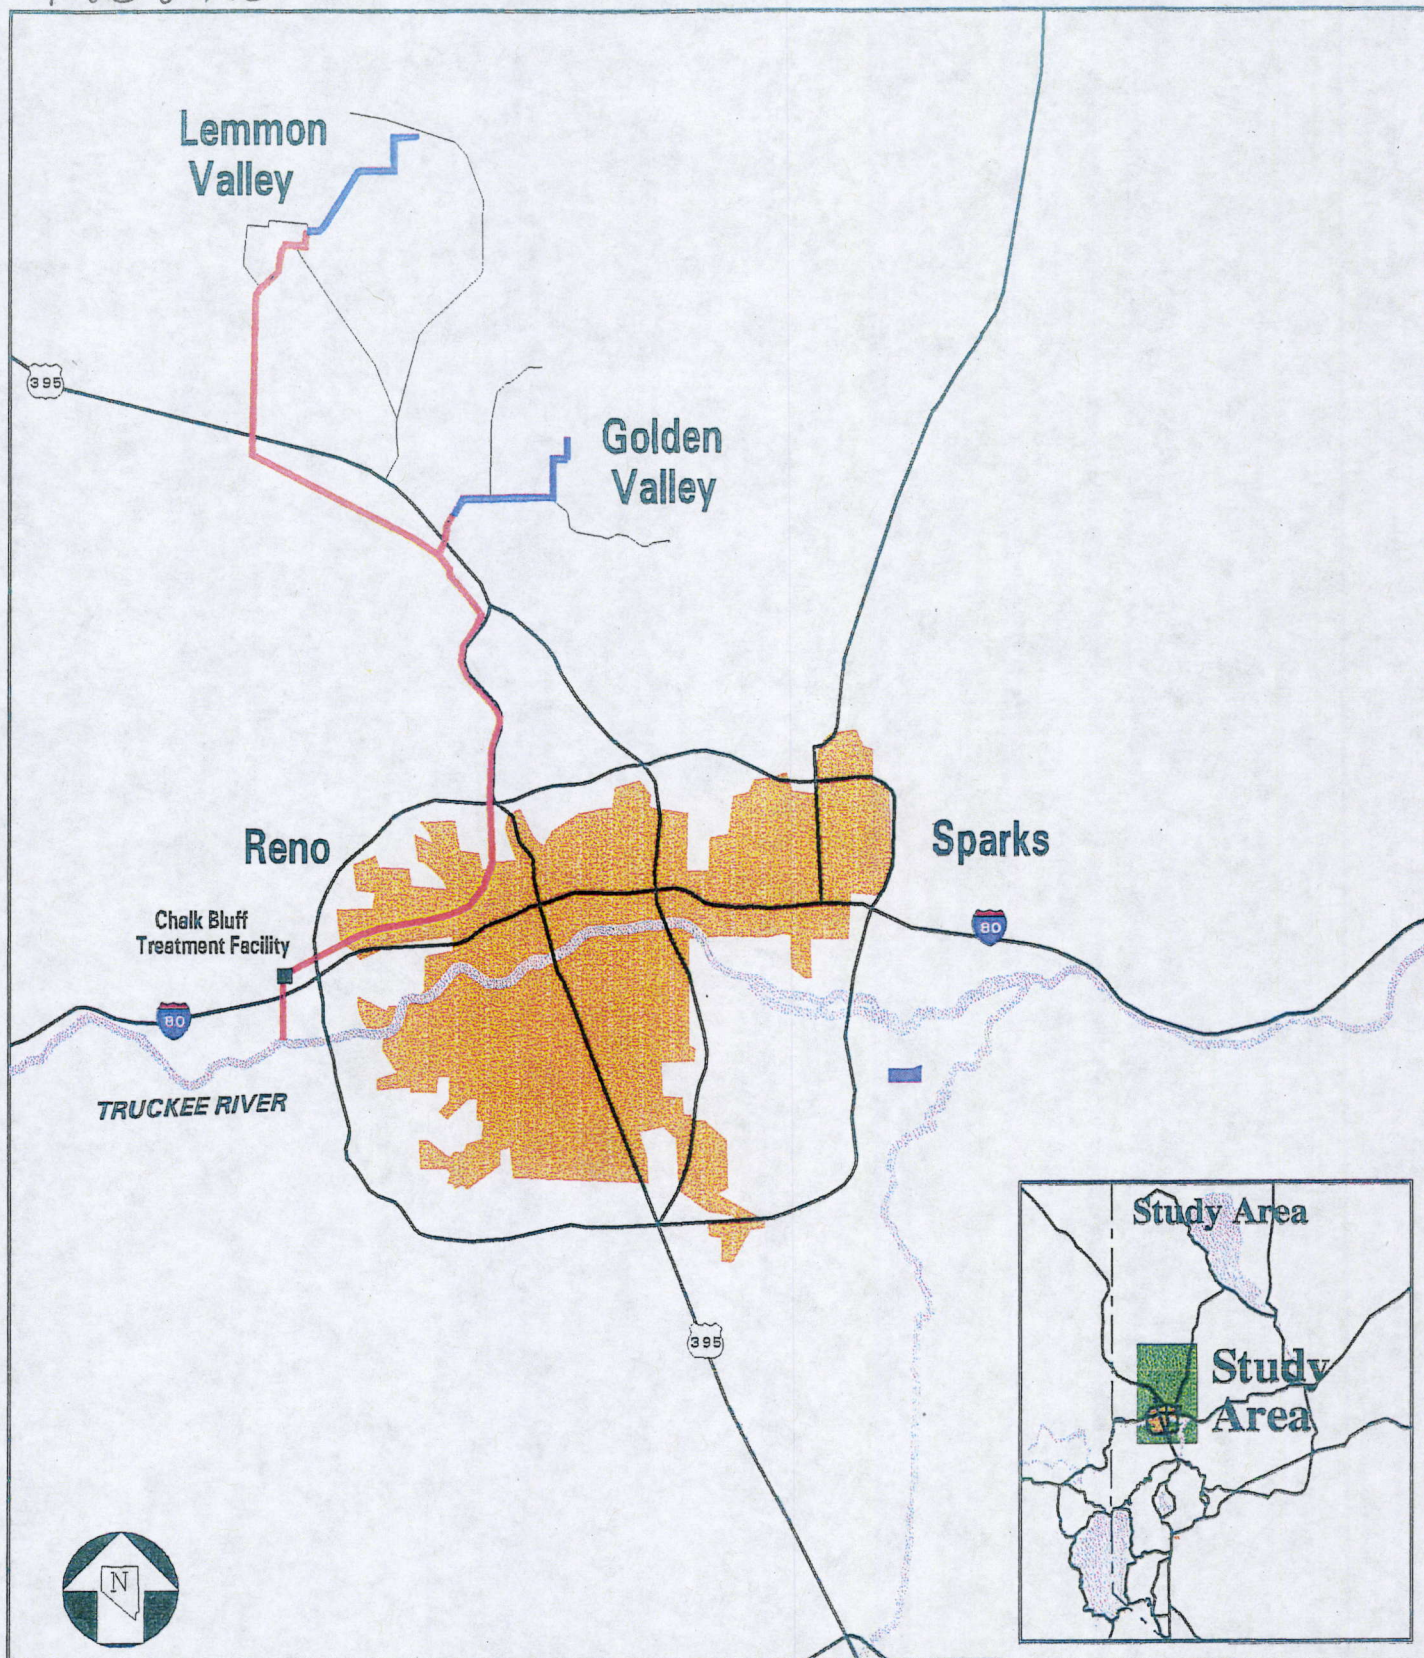 Lemmon
Valley
395
Golden
Valley
Reno
Sparks
Chalk Bluff
Treatment Facility
80
80
TRUCKEE RIVER
395
Study Area
Study
Area
N